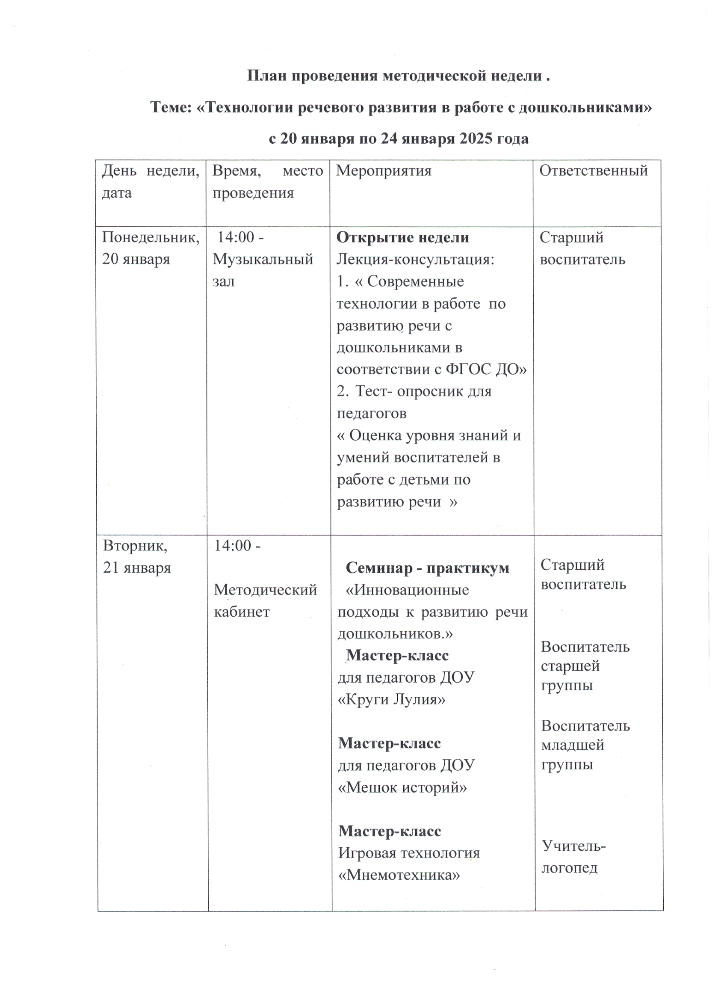 План проведения методической недели .
Теме: «Технологии речевого развития в работе с дошкольниками»
с 20 января по 24 января 2025 года
День недели,
дата
Время, место
проведения
Мероприятия
Ответственный
Понедельник,
20 января
14:00 -
Музыкальный
зал
Открытие недели
Лекция-консультация:
1. « Современные
технологии в работе по
развитию речи с
дошкольниками в
соответствии с ФГОС ДО»
2. Тест- опросник для
педагогов
« Оценка уровня знаний и
умений воспитателей в
работе с детьми по
развитию речи »
Старший
воспитатель
Вторник,
21 января
14:00 -
Методический
кабинет
Семинар - практикум
«Инновационные
подходы к развитию речи
дошкольников.»
Мастер-класс
для педагогов ДОУ
«Круги Лулия»
Мастер-класс
для педагогов ДОУ
«Мешок историй»
Мастер-класс
Игровая технология
«Мнемотехника»
Старший
воспитатель
Воспитатель
старшей
группы
Воспитатель
младшей
группы
Учитель-
логопед